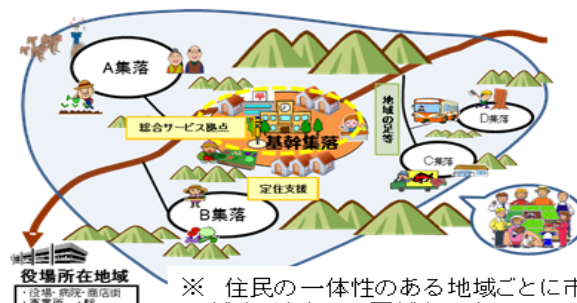 A集落
総合サービス拠点
基幹集落
地域の足等
D集落
C集落
定住支援
B集落
役場所在地域
・役場・病院・商店街
※ 住民の一体性のある地域ごとに市